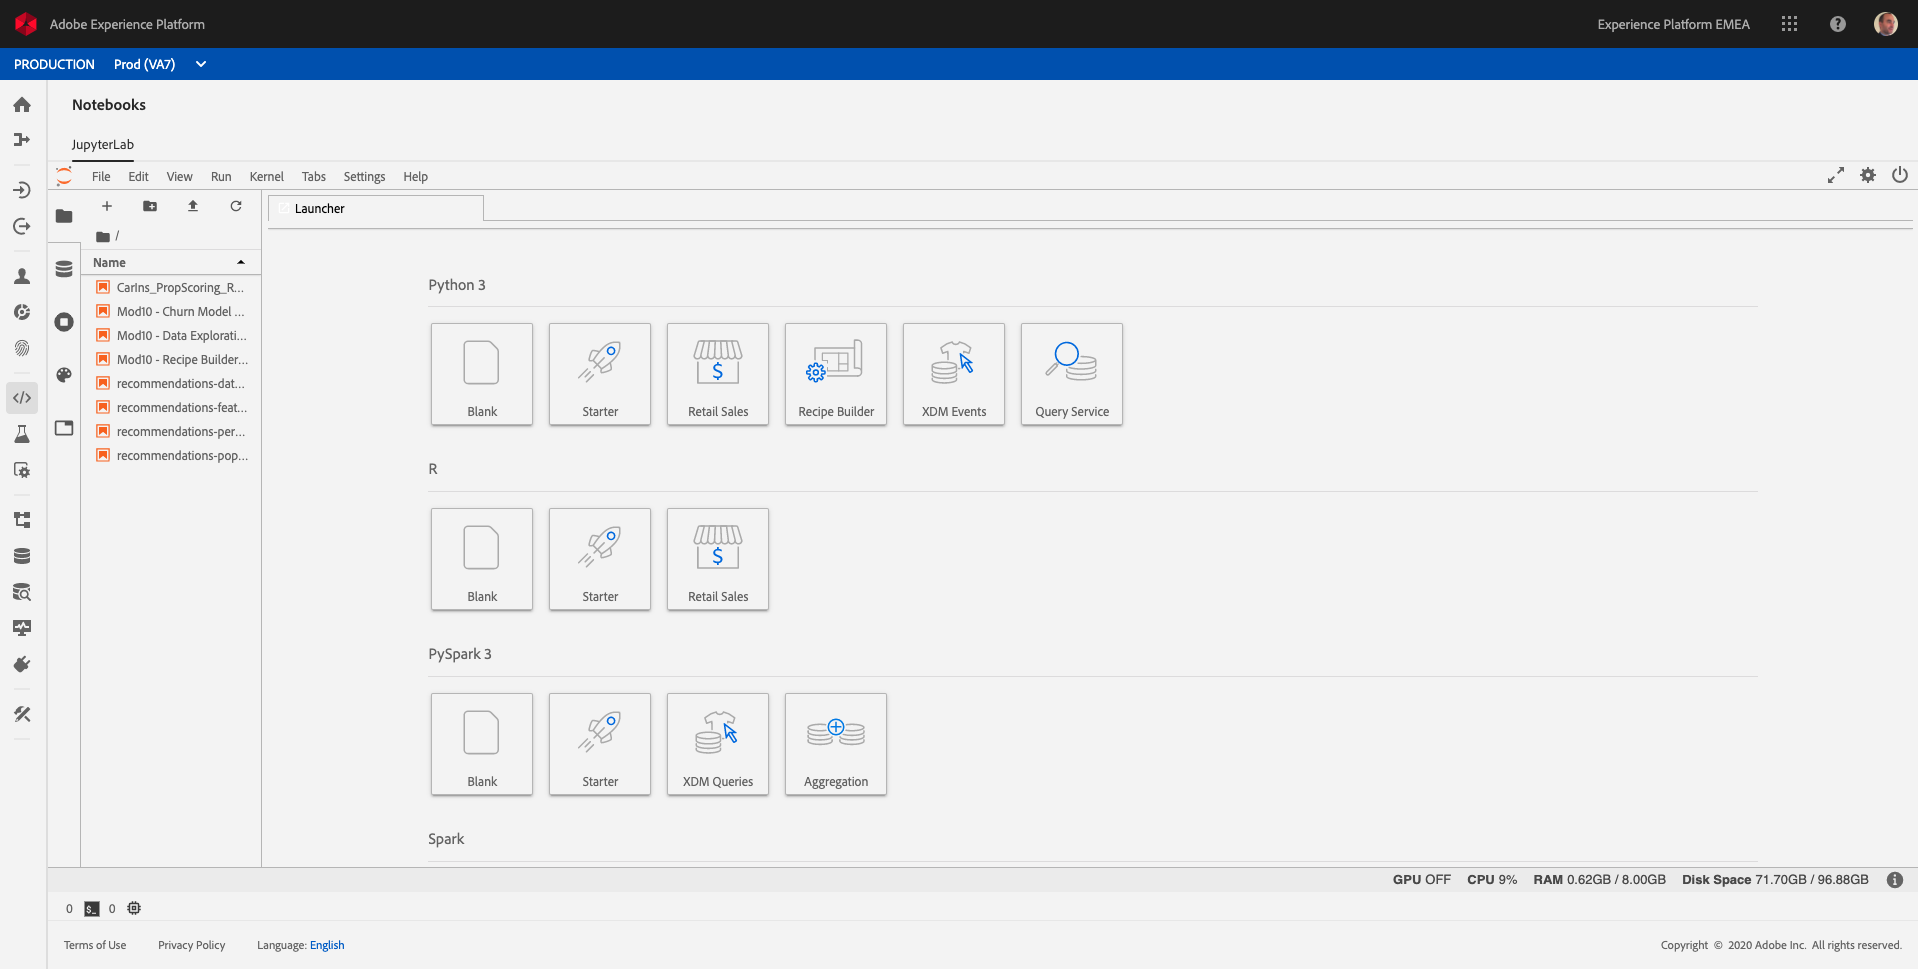 Adobe Experience Platform
Experience Platform EMEA
PRODUCTION Prod (VA7)
Notebooks
JupyterLab
File Edit View Run Kernel Tabs Settings Help
Launcher
/
Name
CarIns_PropScoring_R...
Mod10 - Churn Model ...
Mod10 - Data Explorati...
Mod10 - Recipe Builder...
recommendations-dat...
recommendations-feat...
recommendations-per...
recommendations-pop...
Python 3
Blank Starter Retail Sales Recipe Builder XDM Events Query Service
R
Blank Starter Retail Sales
PySpark 3
Blank Starter XDM Queries Aggregation
Spark
GPU OFF CPU 9% RAM 0.62GB / 8.00GB Disk Space 71.70GB / 96.88GB
0 $_ 0
Terms of Use Privacy Policy Language: English
Copyright © 2020 Adobe Inc. All rights reserved.